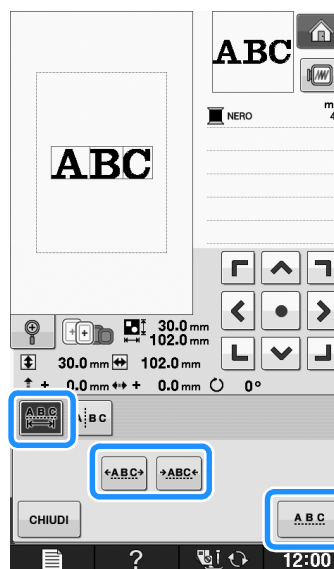 ABC
m
NERO
4
ABC
30.0 mm
102.0 mm
30.0 mm 102.0 mm
+ 0.0 mm + 0.0 mm 0°
ABC
A B C
ABC ABC
CHIUDI
A B C
? 12:00